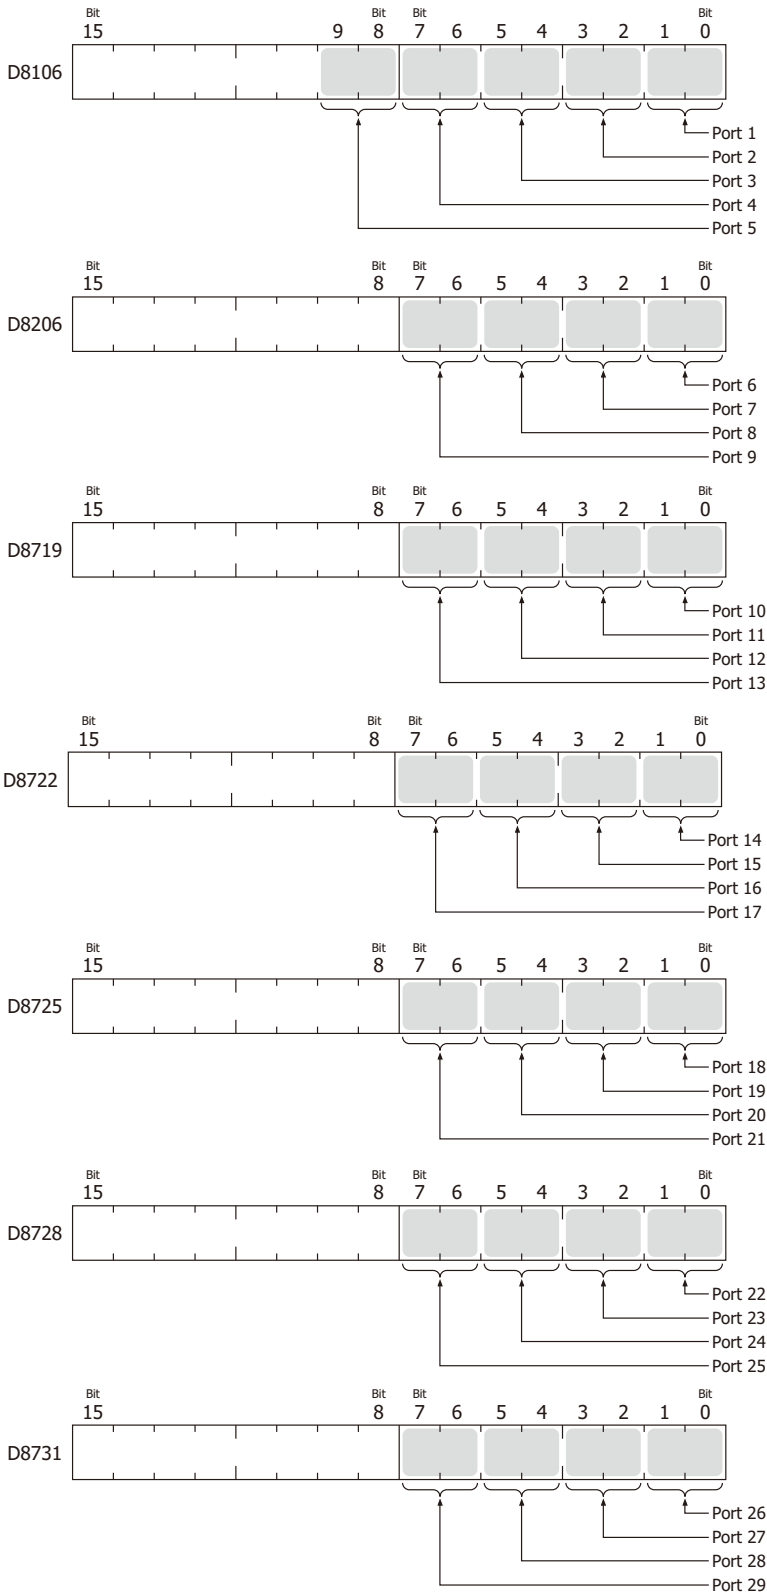 Bit Bit Bit Bit
15 9 8 7 6 5 4 3 2 1 0
D8106
Port 1
Port 2
Port 3
Port 4
Port 5
Bit Bit Bit Bit
15 8 7 6 5 4 3 2 1 0
D8206
Port 6
Port 7
Port 8
Port 9
Bit Bit Bit Bit
15 8 7 6 5 4 3 2 1 0
D8719
Port 10
Port 11
Port 12
Port 13
Bit Bit Bit Bit
15 8 7 6 5 4 3 2 1 0
D8722
Port 14
Port 15
Port 16
Port 17
Bit Bit Bit Bit
15 8 7 6 5 4 3 2 1 0
D8725
Port 18
Port 19
Port 20
Port 21
Bit Bit Bit Bit
15 8 7 6 5 4 3 2 1 0
D8728
Port 22
Port 23
Port 24
Port 25
Bit Bit Bit Bit
15 8 7 6 5 4 3 2 1 0
D8731
Port 26
Port 27
Port 28
Port 29